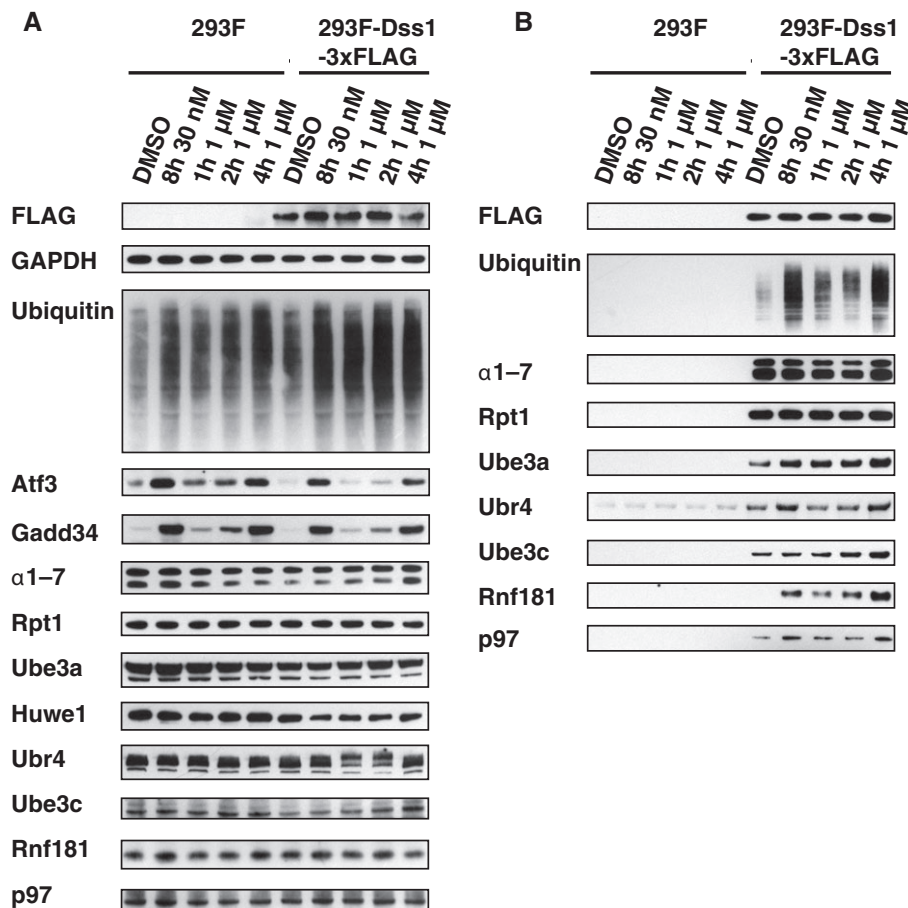 A
293F
293F-Dss1
-3xFLAG
DMSO
8h 30 nM
1h 1 µM
2h 1 µM
4h 1 µM
DMSO
8h 30 nM
1h 1 µM
2h 1 µM
4h 1 µM
FLAG
GAPDH
Ubiquitin
Atf3
Gadd34
α1–7
Rpt1
Ube3a
Huwe1
Ubr4
Ube3c
Rnf181
p97
B
293F
293F-Dss1
-3xFLAG
DMSO
8h 30 nM
1h 1 µM
2h 1 µM
4h 1 µM
DMSO
8h 30 nM
1h 1 µM
2h 1 µM
4h 1 µM
FLAG
Ubiquitin
α1–7
Rpt1
Ube3a
Ubr4
Ube3c
Rnf181
p97